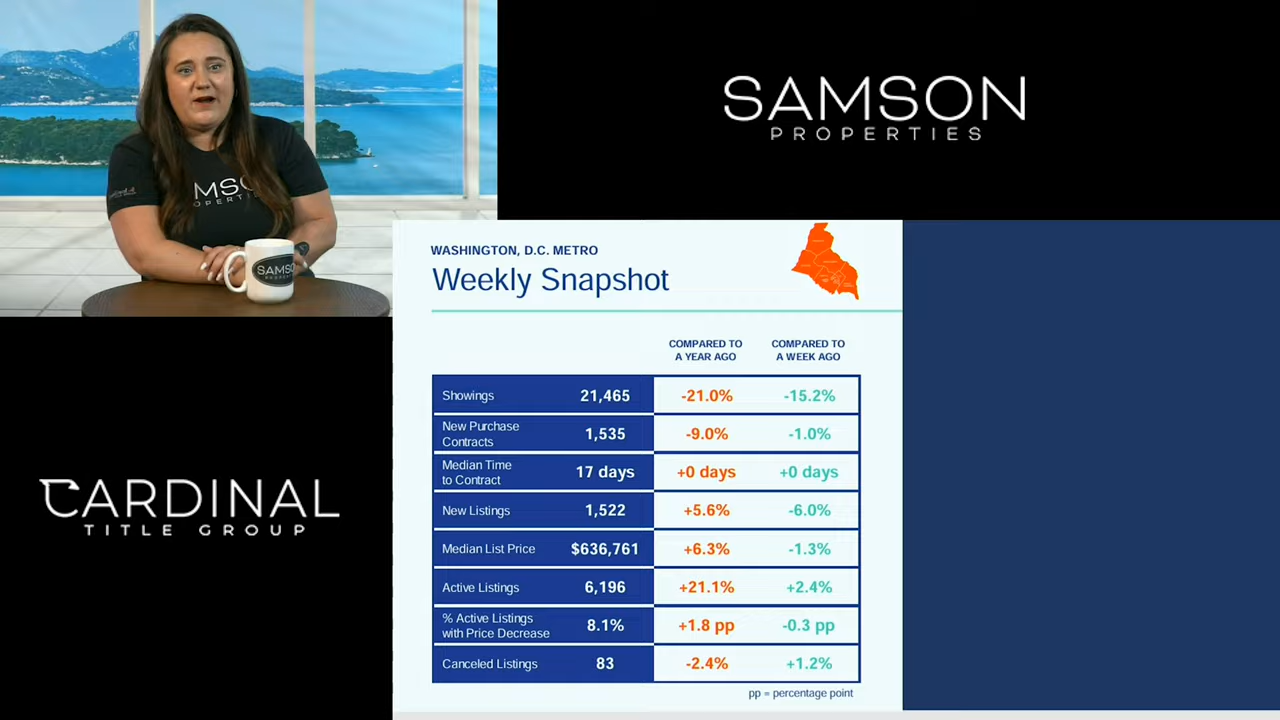 SAMSON
PROPERTIES
MSO
OPERTI
SAMSO
WASHINGTON, D.C. METRO
Weekly Snapshot
COMPARED TO
A YEAR AGO
COMPARED TO
A WEEK AGO
Showings 21,465 -21.0% -15.2%
New Purchase
Contracts 1,535 -9.0% -1.0%
Median Time
to Contract 17 days +0 days +0 days
New Listings 1,522 +5.6% -6.0%
Median List Price $636,761 +6.3% -1.3%
Active Listings 6,196 +21.1% +2.4%
% Active Listings
with Price Decrease 8.1% +1.8 pp -0.3 pp
Canceled Listings 83 -2.4% +1.2%
pp = percentage point
CARDINAL
TITLE GROUP